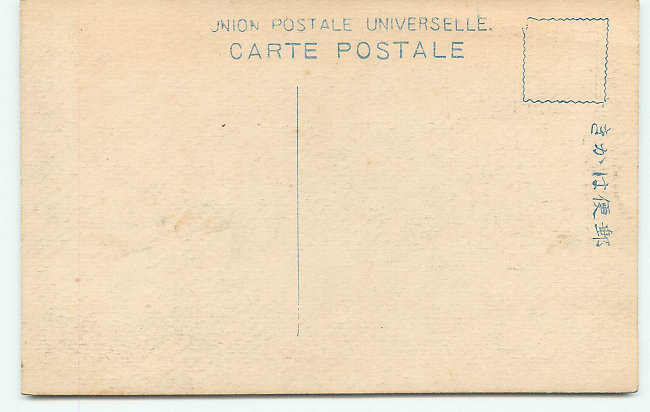 UNION POSTALE UNIVERSELLE.
CARTE POSTALE
きかは便郵